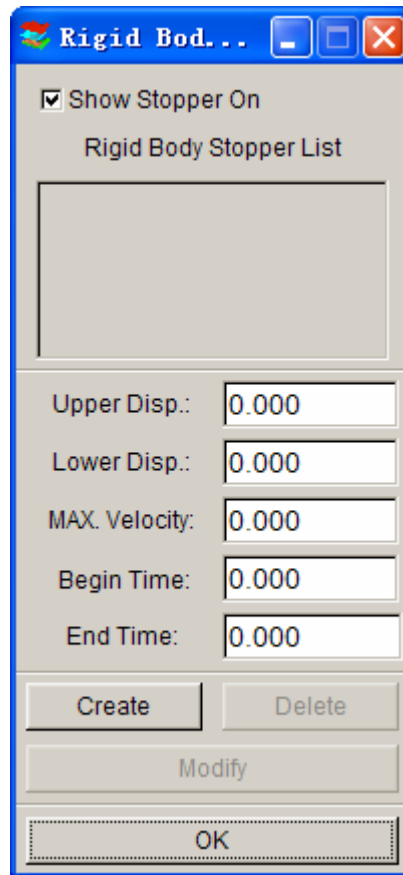 Rigid Bod...
Show Stopper On
Rigid Body Stopper List
Upper Disp.: 0.000
Lower Disp.: 0.000
MAX. Velocity: 0.000
Begin Time: 0.000
End Time: 0.000
Create Delete
Modify
OK